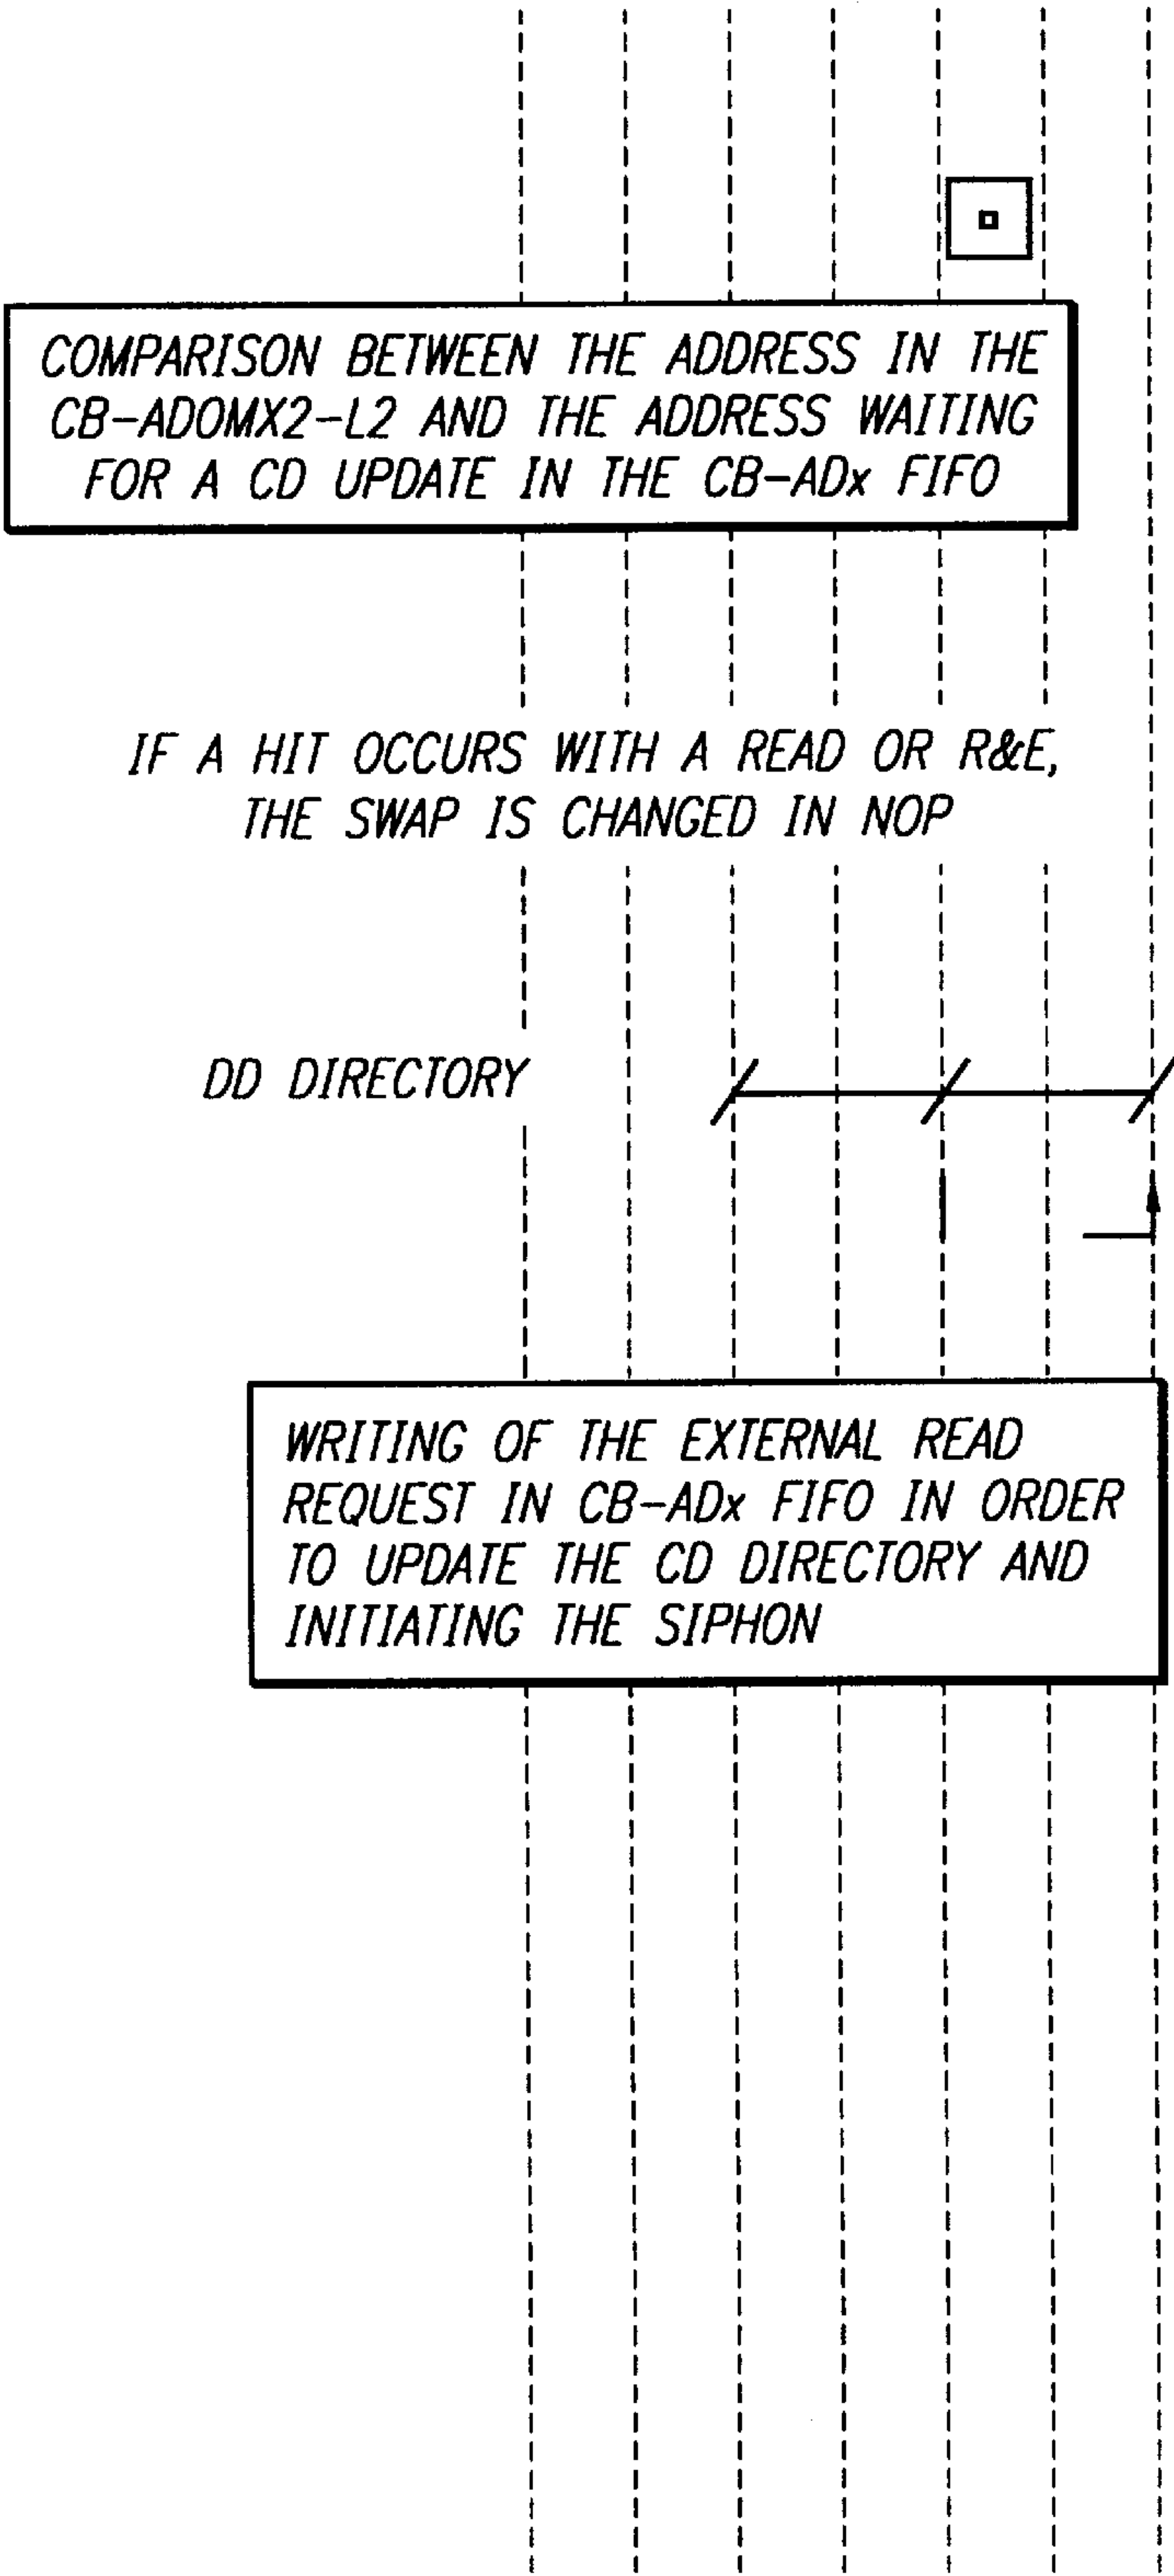 COMPARISON BETWEEN THE ADDRESS IN THE
CB-ADOMX2-L2 AND THE ADDRESS WAITING
FOR A CD UPDATE IN THE CB-ADx FIFO
IF A HIT OCCURS WITH A READ OR R&E,
THE SWAP IS CHANGED IN NOP
DD DIRECTORY
WRITING OF THE EXTERNAL READ
REQUEST IN CB-ADx FIFO IN ORDER
TO UPDATE THE CD DIRECTORY AND
INITIATING THE SIPHON